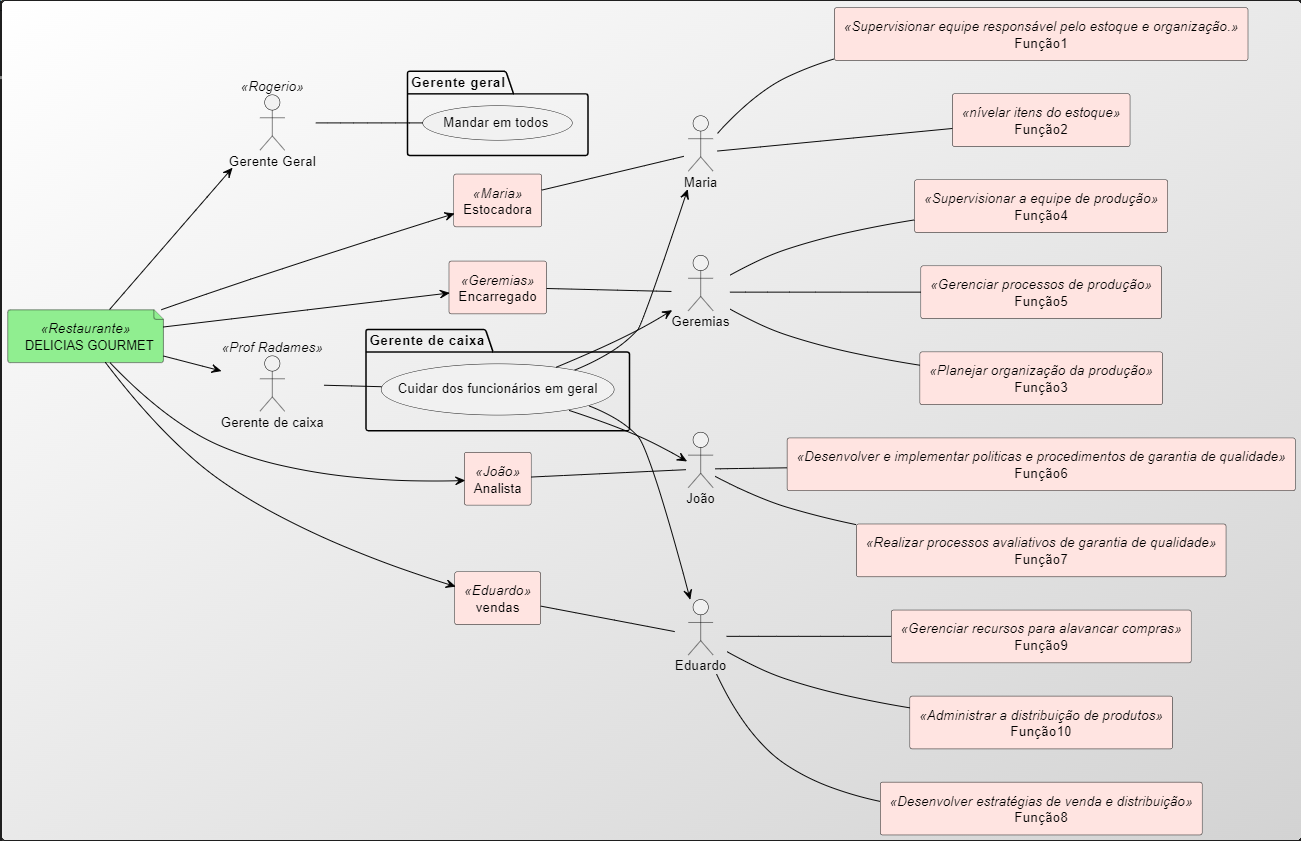 «Supervisionar equipe responsável pelo estoque e organização.»
Função1
«Rogerio»
Gerente Geral
Gerente geral
Mandar em todos
«nívelar itens do estoque»
Função2
Maria
«Maria»
Estocadora
«Supervisionar a equipe de produção»
Função4
«Geremias»
Encarregado
Geremias
«Gerenciar processos de produção»
Função5
«Restaurante»
DELICIAS GOURMET
«Prof Radames»
Gerente de caixa
Gerente de caixa
Cuidar dos funcionários em geral
«Planejar organização da produção»
Função3
«João»
Analista
João
«Desenvolver e implementar políticas e procedimentos de garantia de qualidade»
Função6
«Realizar processos avaliativos de garantia de qualidade»
Função7
«Eduardo»
vendas
Eduardo
«Gerenciar recursos para alavancar compras»
Função9
«Administrar a distribuição de produtos»
Função10
«Desenvolver estratégias de venda e distribuição»
Função8